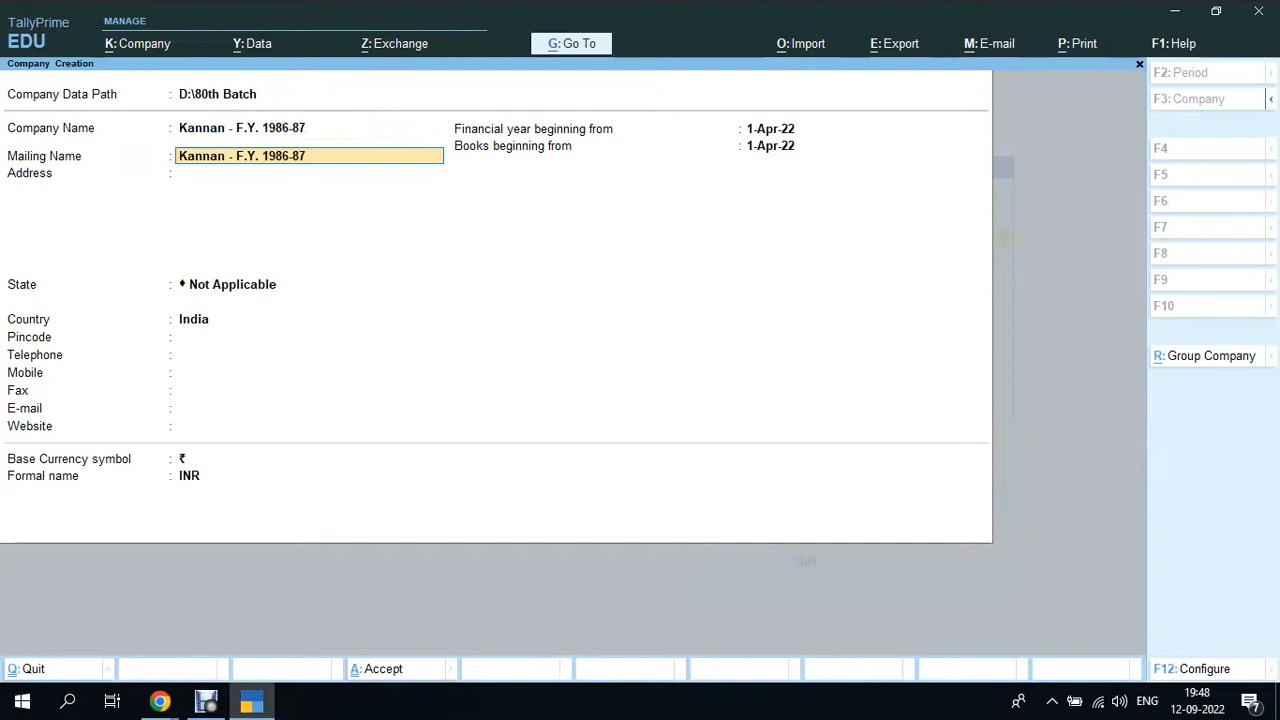 TallyPrime
EDU
MANAGE
K: Company
Y: Data
Z: Exchange
G: Go To
O: Import
E: Export
M: E-mail
P: Print
F1: Help
Company Creation
Company Data Path : D:\80th Batch
Company Name : Kannan - F.Y. 1986-87
Financial year beginning from : 1-Apr-22
Books beginning from : 1-Apr-22
Mailing Name : Kannan - F.Y. 1986-87
Address :
State : ♦ Not Applicable
Country : India
Pincode :
Telephone :
Mobile :
Fax :
E-mail :
Website :
Base Currency symbol : ₹
Formal name : INR
Quit
F2: Period
F3: Company
F4
F5
F6
F7
F8
F9
F10
R: Group Company
Q: Quit
A: Accept
F12: Configure
ENG
19:48
12-09-2022
7